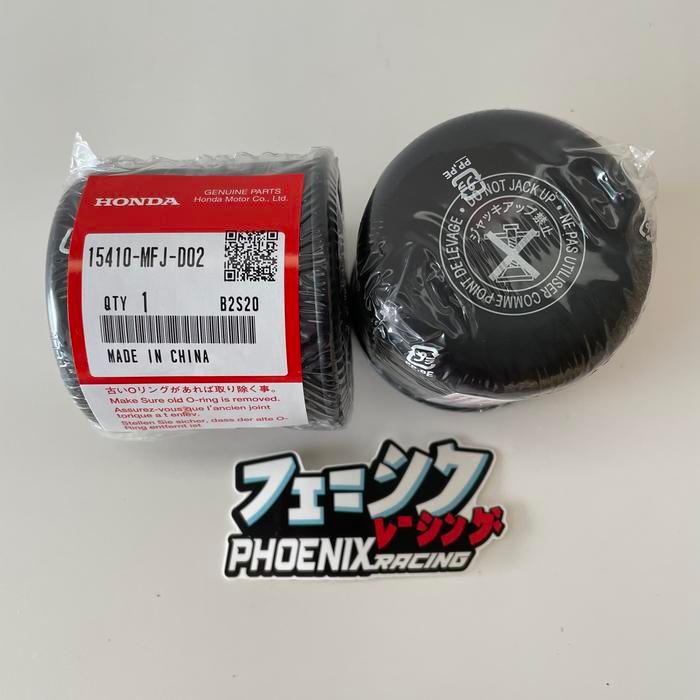 HONDA
GENUINE PARTS
Honda Motor Co., Ltd.
15410-MFJ-D02
QTY 1
B2S20
MADE IN CHINA
古いOリングがあれば取り除く事。
Make Sure old O-ring is removed.
Assurez-vous que l'ancien joint
torique a t enlev.
Stellen Sie sicher, dass der alte O-
Ring entfernt ist
DO NOT JACK UP • NE PAS UTILISER COMME POINT DE LEVAGE •
ジャッキアップ禁止
フェニックス
レーシング
PHOENIX RACING